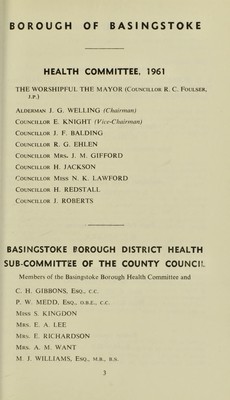 BOROUGH OF BASINGSTOKE
HEALTH COMMITTEE, 1961
THE WORSHIPFUL THE MAYOR (COUNCILLOR R. C. FOULSER,
J.P.)
ALDERMAN J. G. WELLING (Chairman)
COUNCILLOR E. KNIGHT (Vice-Chairman)
COUNCILLOR J. F. BALDING
COUNCILLOR R. G. EHLEN
COUNCILLOR MRS. J. M. GIFFORD
COUNCILLOR H. JACKSON
COUNCILLOR MISS N. K. LAWFORD
COUNCILLOR H. REDSTALL
COUNCILLOR J. ROBERTS
BASINGSTOKE BOROUGH DISTRICT HEALTH
SUB-COMMITTEE OF THE COUNTY COUNCIL
Members of the Basingstoke Borough Health Committee and
C. H. GIBBONS, ESQ., C.C.
P. W. MEDD, ESQ., O.B.E., C.C.
MISS S. KINGDON
MRS. E. A. LEE
MRS. E. RICHARDSON
MRS. A. M. WANT
M. J. WILLIAMS, ESQ., M.B., B.S.
3